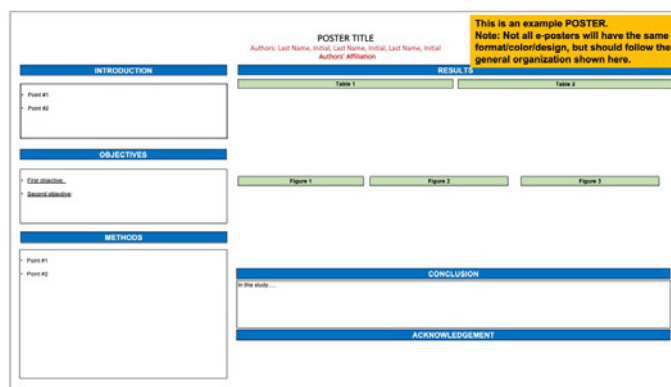 This is an example POSTER.
Note: Not all e-posters will have the same
format/color/design, but should follow the
general organization shown here.
POSTER TITLE
Authors: Last Name, Initial, Last Name, Initial, Last Name, Initial
Authors' Affiliation
INTRODUCTION
• Point #1
• Point #2
OBJECTIVES
• First objective:
• Second objective:
METHODS
• Point #1
• Point #2
RESULTS
Table 1
Table 2
Figure 1
Figure 2
Figure 3
CONCLUSION
In this study ....
ACKNOWLEDGEMENT